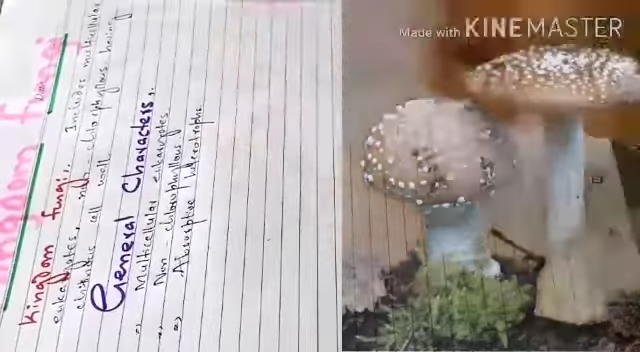 Made with KINEMASTER
Kingdom Fungi
Kingdom fungi:. Includes multicellular
eukaryotes, non-chlorophyllous having
cell wall
General Characters:.
Multicellular eukaryotes
Non-chlorophyllous
Absorptive heterotrophs